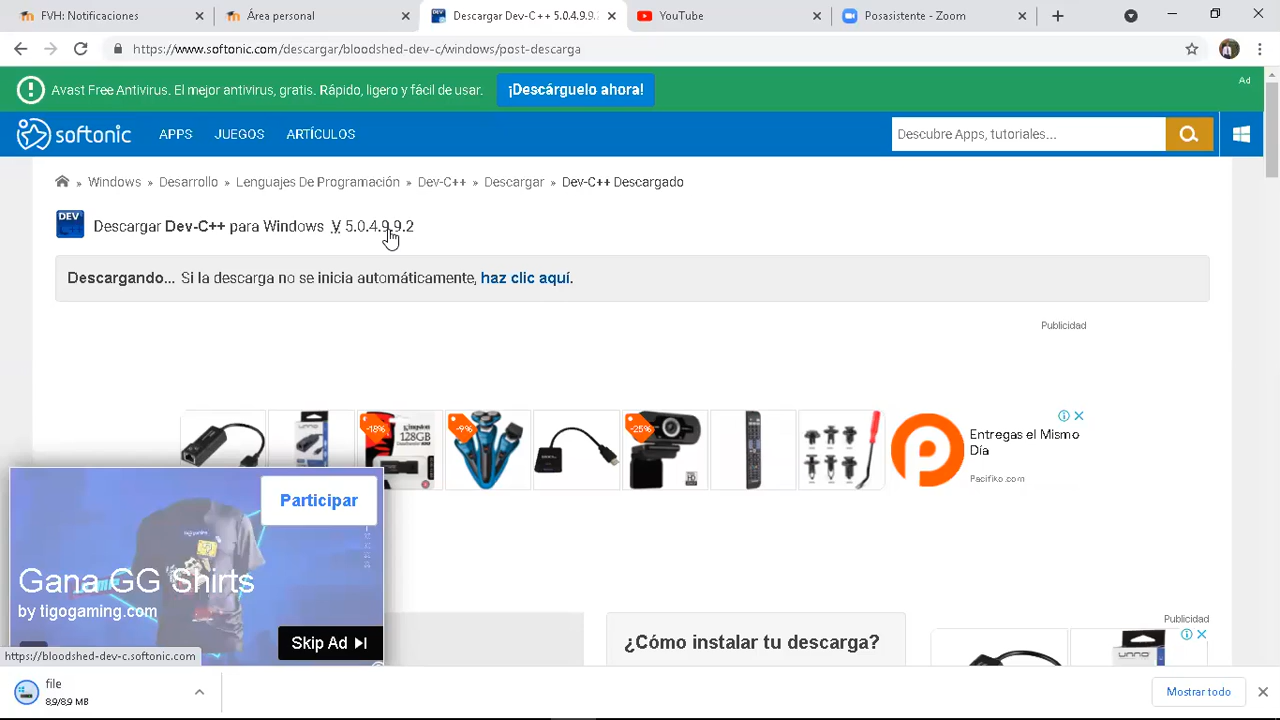 FVH: Notificaciones
Área personal
Descargar Dev-C++ 5.0.4.9.9.
YouTube
Posasistente - Zoom
https://www.softonic.com/descargar/bloodshed-dev-c/windows/post-descarga
Avast Free Antivirus. El mejor antivirus, gratis. Rápido, ligero y fácil de usar.
¡Descárguelo ahora!
Ad
softonic
APPS
JUEGOS
ARTÍCULOS
Descubre Apps, tutoriales...
» Windows » Desarrollo » Lenguajes De Programación » Dev-C++ » Descargar » Dev-C++ Descargado
DEV
C++
Descargar Dev-C++ para Windows V 5.0.4.9.9.2
Descargando... Si la descarga no se inicia automáticamente, haz clic aquí.
Publicidad
-18%
-9%
-25%
128GB
HD
Entregas el Mismo
Día
Pacifiko.com
Participar
Gana GG Shirts
by tigogaming.com
Skip Ad
Publicidad
¿Cómo instalar tu descarga?
https://bloodshed-dev-c.softonic.com
file
8,9/8,9 MB
Mostrar todo